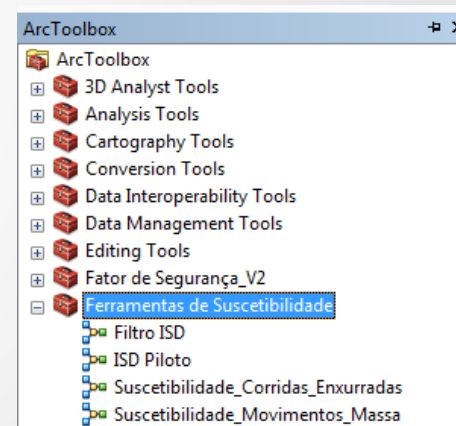 ArcToolbox
ArcToolbox
3D Analyst Tools
Analysis Tools
Cartography Tools
Conversion Tools
Data Interoperability Tools
Data Management Tools
Editing Tools
Fator de Segurança_V2
Ferramentas de Suscetibilidade
Filtro ISD
ISD Piloto
Suscetibilidade_Corridas_Enxurradas
Suscetibilidade_Movimentos_Massa